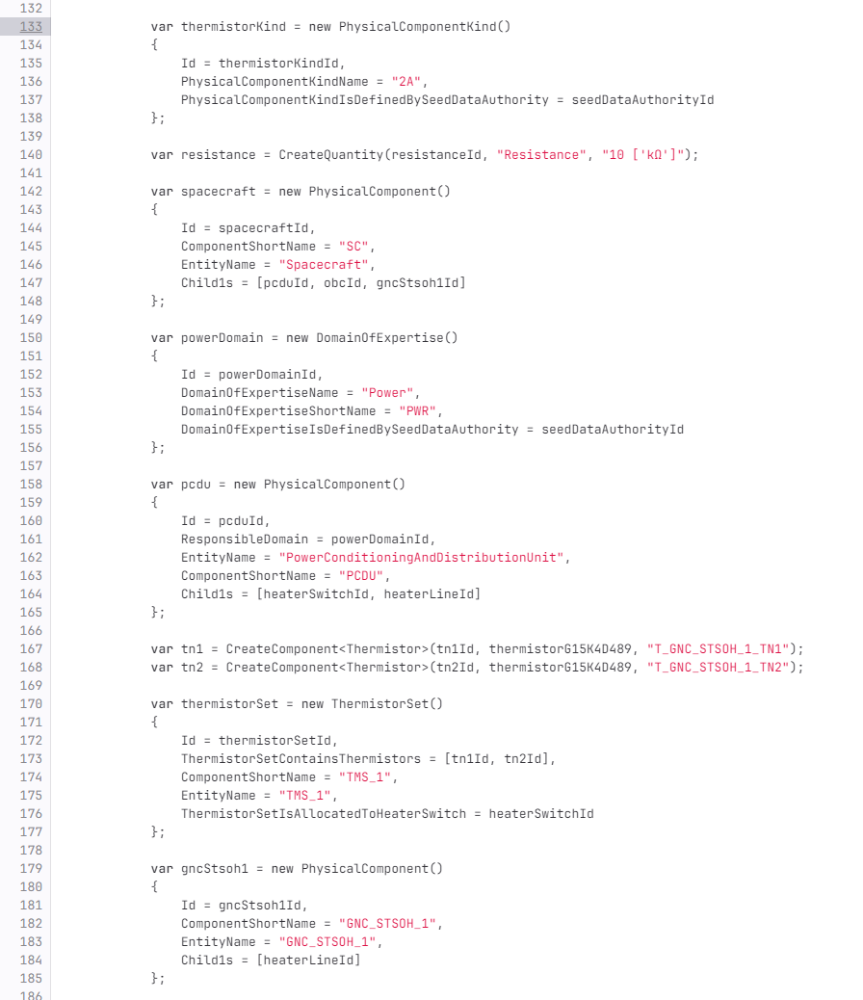 132
133 var thermistorKind = new PhysicalComponentKind()
134 {
135 Id = thermistorKindId,
136 PhysicalComponentKindName = "2A",
137 PhysicalComponentKindIsDefinedBySeedDataAuthority = seedDataAuthorityId
138 };
139
140 var resistance = CreateQuantity(resistanceId, "Resistance", "10 ['kΩ']");
141
142 var spacecraft = new PhysicalComponent()
143 {
144 Id = spacecraftId,
145 ComponentShortName = "SC",
146 EntityName = "Spacecraft",
147 Child1s = [pcduId, obcId, gncStsoh1Id]
148 };
149
150 var powerDomain = new DomainOfExpertise()
151 {
152 Id = powerDomainId,
153 DomainOfExpertiseName = "Power",
154 DomainOfExpertiseShortName = "PWR",
155 DomainOfExpertiseIsDefinedBySeedDataAuthority = seedDataAuthorityId
156 };
157
158 var pcdu = new PhysicalComponent()
159 {
160 Id = pcduId,
161 ResponsibleDomain = powerDomainId,
162 EntityName = "PowerConditioningAndDistributionUnit",
163 ComponentShortName = "PCDU",
164 Child1s = [heaterSwitchId, heaterLineId]
165 };
166
167 var tn1 = CreateComponent<Thermistor>(tn1Id, thermistorG15K4D489, "T_GNC_STSOH_1_TN1");
168 var tn2 = CreateComponent<Thermistor>(tn2Id, thermistorG15K4D489, "T_GNC_STSOH_1_TN2");
169
170 var thermistorSet = new ThermistorSet()
171 {
172 Id = thermistorSetId,
173 ThermistorSetContainsThermistors = [tn1Id, tn2Id],
174 ComponentShortName = "TMS_1",
175 EntityName = "TMS_1",
176 ThermistorSetIsAllocatedToHeaterSwitch = heaterSwitchId
177 };
178
179 var gncStsoh1 = new PhysicalComponent()
180 {
181 Id = gncStsoh1Id,
182 ComponentShortName = "GNC_STSOH_1",
183 EntityName = "GNC_STSOH_1",
184 Child1s = [heaterLineId]
185 };
186